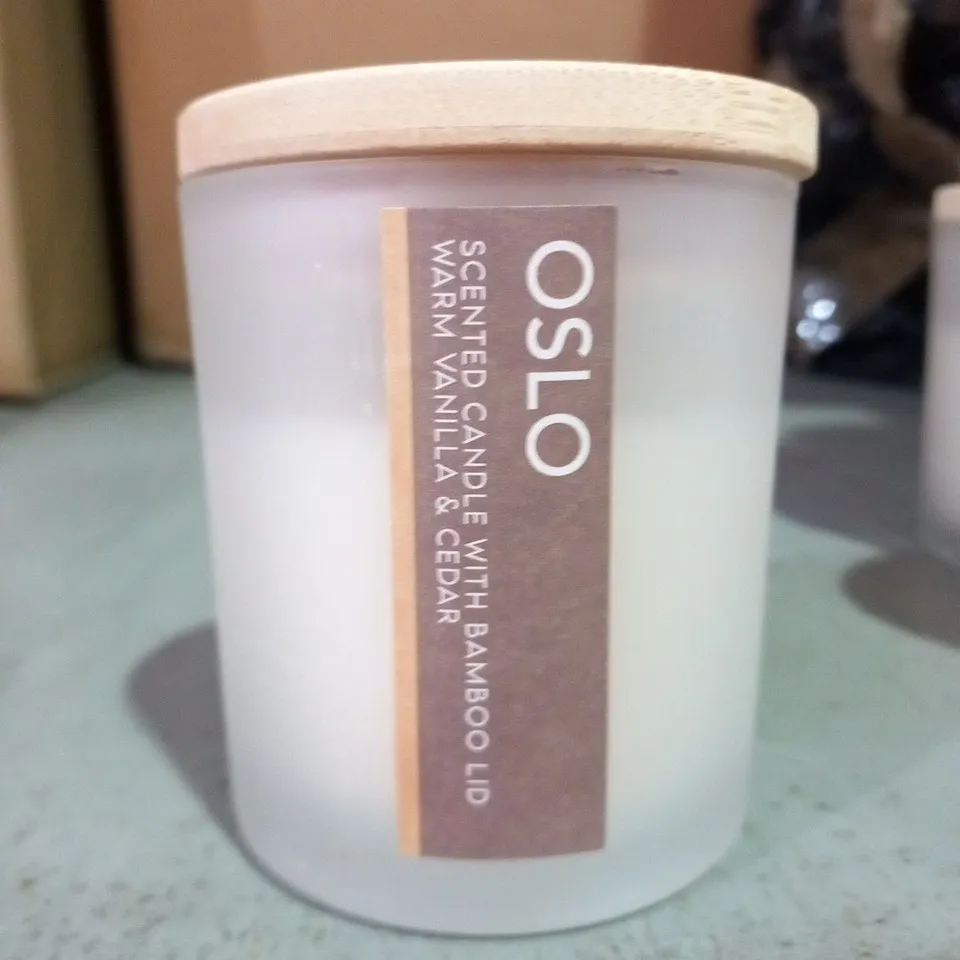 OSLO
SCENTED CANDLE WITH BAMBOO LID
WARM VANILLA & CEDAR